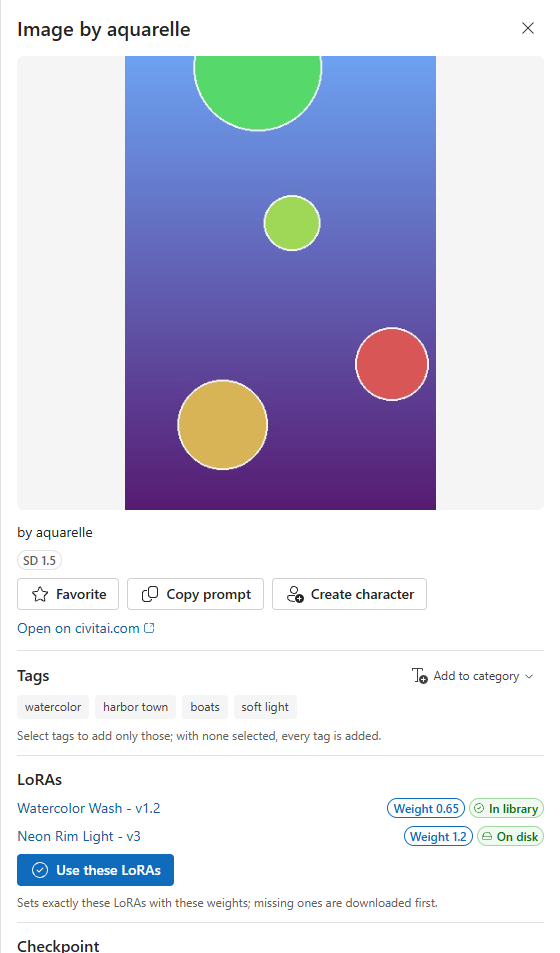 Image by aquarelle
by aquarelle
SD 1.5
Favorite
Copy prompt
Create character
Open on civitai.com
Tags
Add to category
watercolor
harbor town
boats
soft light
Select tags to add only those; with none selected, every tag is added.
LoRAs
Watercolor Wash - v1.2
Weight 0.65
In library
Neon Rim Light - v3
Weight 1.2
On disk
Use these LoRAs
Sets exactly these LoRAs with these weights; missing ones are downloaded first.
Checkpoint